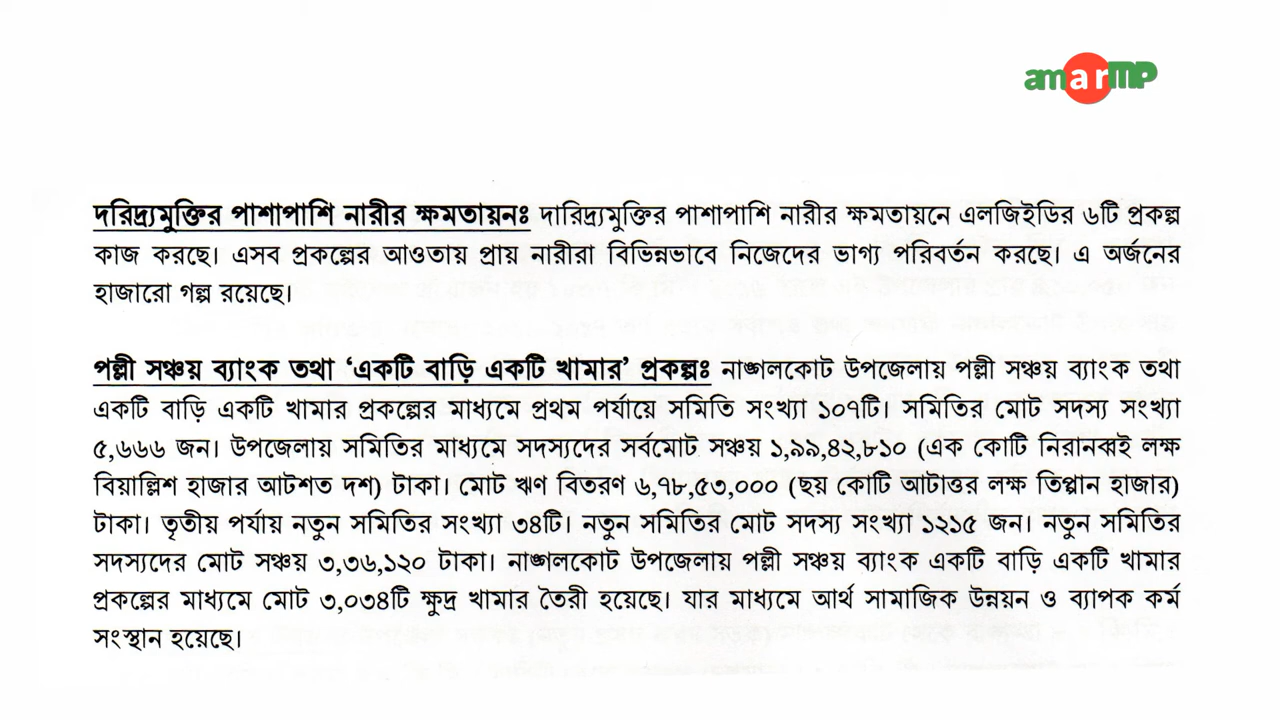 amarMP
দরিদ্র্যমুক্তির পাশাপাশি নারীর ক্ষমতায়নঃ দারিদ্র্যমুক্তির পাশাপাশি নারীর ক্ষমতায়নে এলজিইডির ৬টি প্রকল্প
কাজ করছে। এসব প্রকল্পের আওতায় প্রায় নারীরা বিভিন্নভাবে নিজেদের ভাগ্য পরিবর্তন করছে। এ অর্জনের
হাজারো গল্প রয়েছে।
পল্লী সঞ্চয় ব্যাংক তথা ‘একটি বাড়ি একটি খামার’ প্রকল্পঃ নাঙ্গলকোট উপজেলায় পল্লী সঞ্চয় ব্যাংক তথা
একটি বাড়ি একটি খামার প্রকল্পের মাধ্যমে প্রথম পর্যায়ে সমিতি সংখ্যা ১০৭টি। সমিতির মোট সদস্য সংখ্যা
৫,৬৬৬ জন। উপজেলায় সমিতির মাধ্যমে সদস্যদের সর্বমোট সঞ্চয় ১,৯৯,৪২,৮১০ (এক কোটি নিরানব্বই লক্ষ
বিয়াল্লিশ হাজার আটশত দশ) টাকা। মোট ঋণ বিতরণ ৬,৭৮,৫৩,০০০ (ছয় কোটি আটাত্তর লক্ষ তিপ্পান হাজার)
টাকা। তৃতীয় পর্যায় নতুন সমিতির সংখ্যা ৩৪টি। নতুন সমিতির মোট সদস্য সংখ্যা ১২১৫ জন। নতুন সমিতির
সদস্যদের মোট সঞ্চয় ৩,৩৬,১২০ টাকা। নাঙ্গলকোট উপজেলায় পল্লী সঞ্চয় ব্যাংক একটি বাড়ি একটি খামার
প্রকল্পের মাধ্যমে মোট ৩,০৩৪টি ক্ষুদ্র খামার তৈরী হয়েছে। যার মাধ্যমে আর্থ সামাজিক উন্নয়ন ও ব্যাপক কর্ম
সংস্থান হয়েছে।